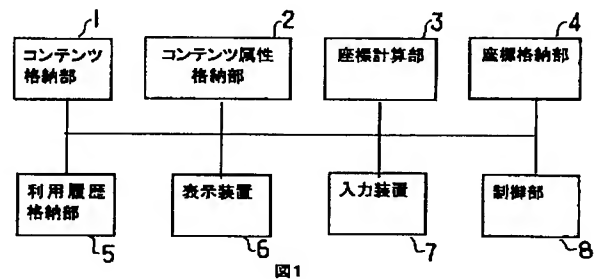 1
コンテンツ
格納部
2
コンテンツ属性
格納部
3
座標計算部
4
座標格納部
利用履歴
格納部
5
表示装置
6
入力装置
7
制御部
8
図1